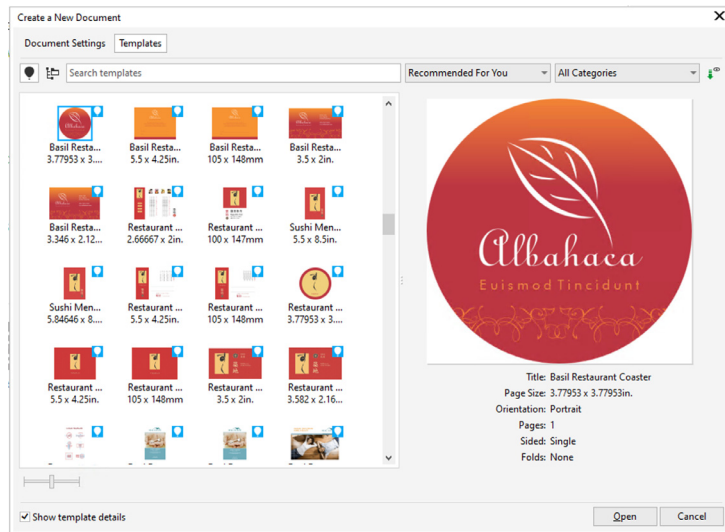 Create a New Document
Document Settings
Templates
Search templates
Recommended For You
All Categories
Basil Resta...
3.77953 x 3....
Basil Resta...
5.5 x 4.25in.
Basil Resta...
105 x 148mm
Basil Resta...
3.5 x 2in.
Basil Resta...
3.346 x 2.12...
Restaurant ...
2.66667 x 2in.
Restaurant ...
100 x 147mm
Sushi Men...
5.5 x 8.5in.
Sushi Men...
5.84646 x 8....
Restaurant ...
5.5 x 4.25in.
Restaurant ...
105 x 148mm
Restaurant ...
3.77953 x 3....
Restaurant ...
5.5 x 4.25in.
Restaurant ...
105 x 148mm
Restaurant ...
3.5 x 2in.
Restaurant ...
3.582 x 2.16...
Albahaca
Euismod Tincidunt
Title: Basil Restaurant Coaster
Page Size: 3.77953 x 3.77953in.
Orientation: Portrait
Pages: 1
Sided: Single
Folds: None
Show template details
Open
Cancel